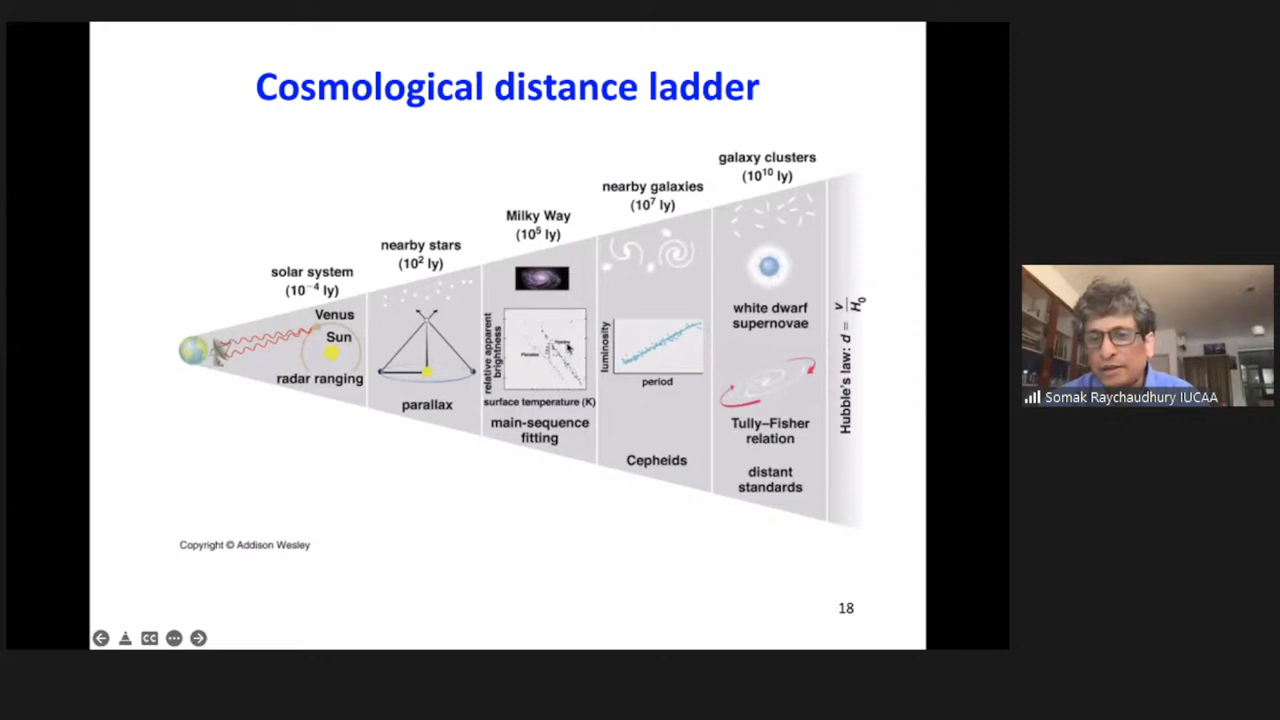 Cosmological distance ladder
solar system
(10⁻⁴ ly)
Venus
Sun
radar ranging
nearby stars
(10² ly)
parallax
Milky Way
(10⁵ ly)
relative apparent
brightness
surface temperature (K)
main-sequence
fitting
nearby galaxies
(10⁷ ly)
luminosity
period
Cepheids
galaxy clusters
(10¹⁰ ly)
white dwarf
supernovae
Tully–Fisher
relation
distant
standards
Hubble's law: d = v/H₀
Copyright © Addison Wesley
18
CC
Somak Raychaudhury IUCAA